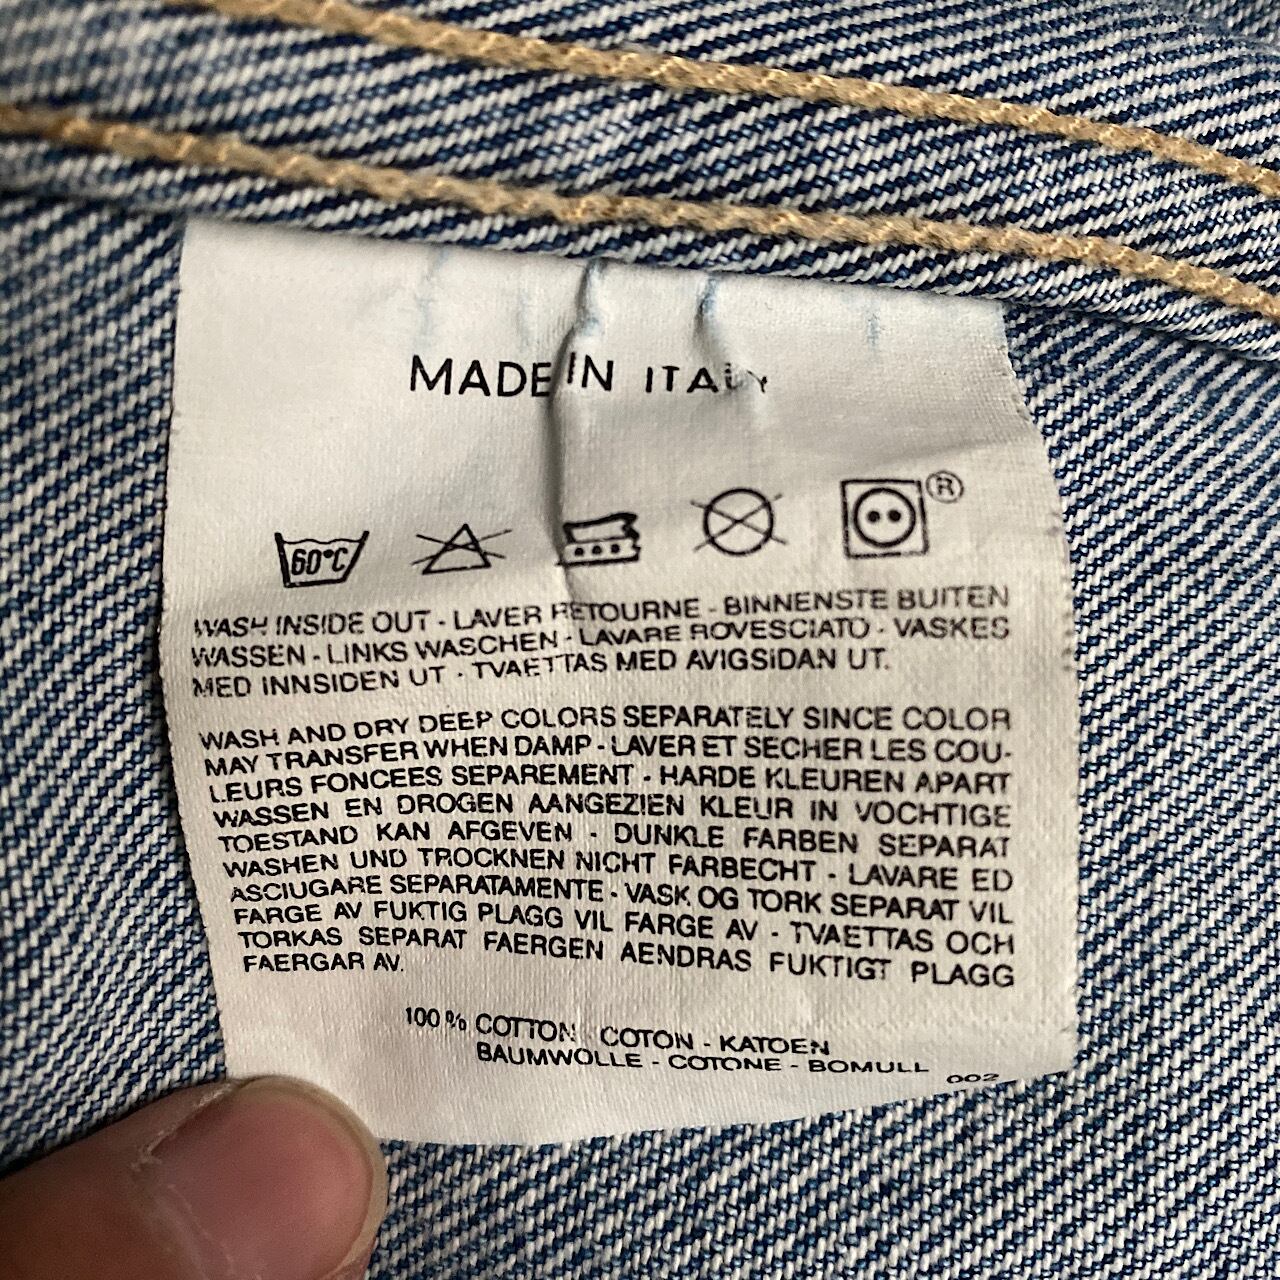 MADE IN ITALY
60°C ®
WASH INSIDE OUT - LAVER RETOURNE - BINNENSTE BUITEN
WASSEN - LINKS WASCHEN - LAVARE ROVESCIATO - VASKES
MED INNSIDEN UT - TVAETTAS MED AVIGSIDAN UT.
WASH AND DRY DEEP COLORS SEPARATELY SINCE COLOR
MAY TRANSFER WHEN DAMP - LAVER ET SECHER LES COU-
LEURS FONCEES SEPAREMENT - HARDE KLEUREN APART
WASSEN EN DROGEN AANGEZIEN KLEUR IN VOCHTIGE
TOESTAND KAN AFGEVEN - DUNKLE FARBEN SEPARAT
WASHEN UND TROCKNEN NICHT FARBECHT - LAVARE ED
ASCIUGARE SEPARATAMENTE - VASK OG TORK SEPARAT VIL
FARGE AV FUKTIG PLAGG VIL FARGE AV - TVAETTAS OCH
TORKAS SEPARAT FAERGEN AENDRAS FUKTIGT PLAGG
FAERGAR AV.
100 % COTTON - COTON - KATOEN
BAUMWOLLE - COTONE - BOMULL
002